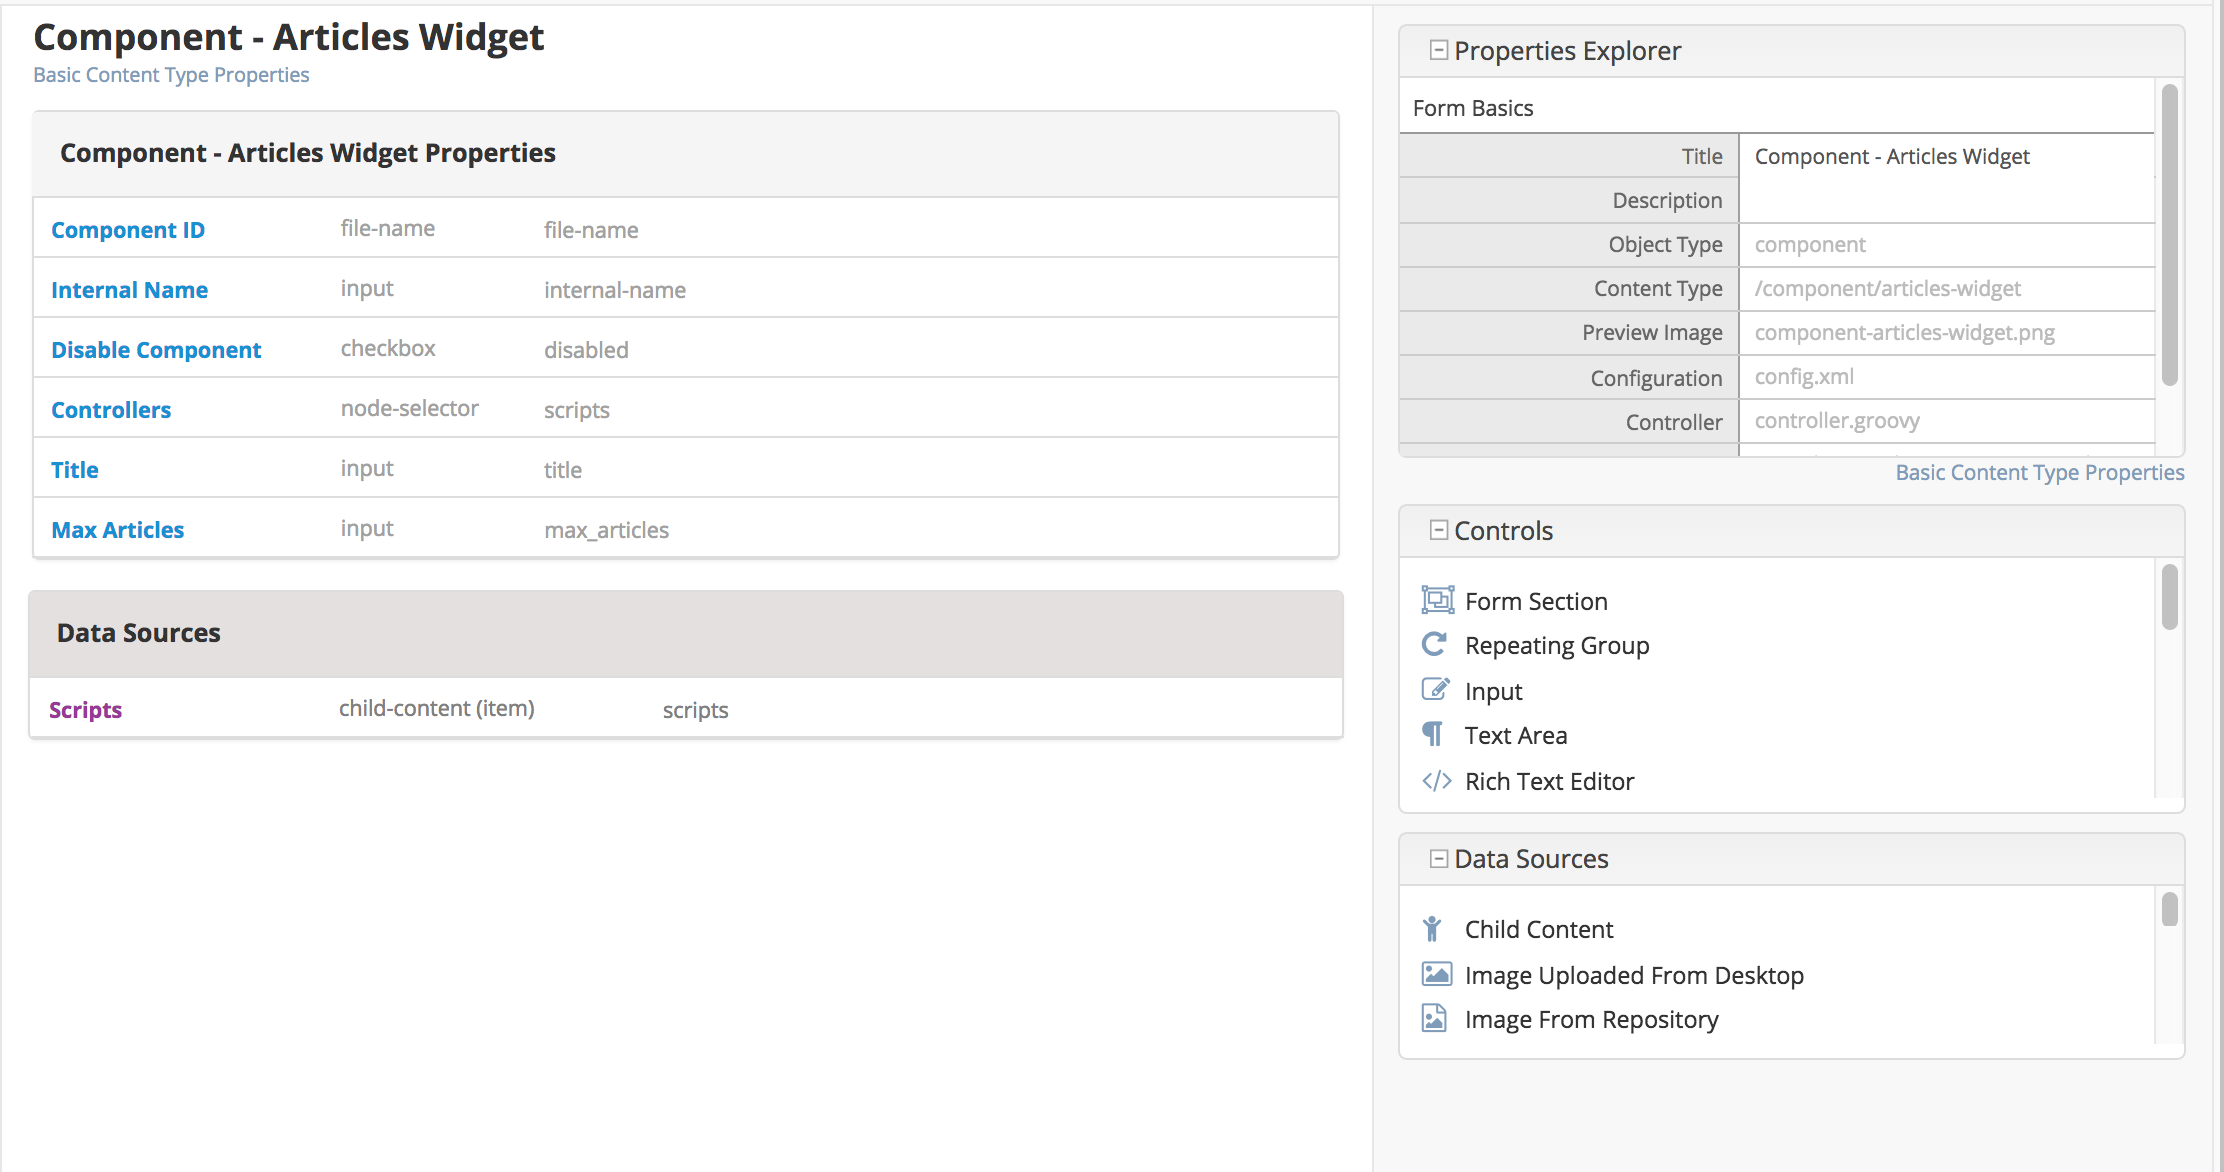 Component - Articles Widget
Basic Content Type Properties
Component - Articles Widget Properties
Component ID file-name file-name
Internal Name input internal-name
Disable Component checkbox disabled
Controllers node-selector scripts
Title input title
Max Articles input max_articles
Data Sources
Scripts child-content (item) scripts
Properties Explorer
Form Basics
Title Component - Articles Widget
Description
Object Type component
Content Type /component/articles-widget
Preview Image component-articles-widget.png
Configuration config.xml
Controller controller.groovy
Basic Content Type Properties
Controls
Form Section
Repeating Group
Input
Text Area
Rich Text Editor
Data Sources
Child Content
Image Uploaded From Desktop
Image From Repository